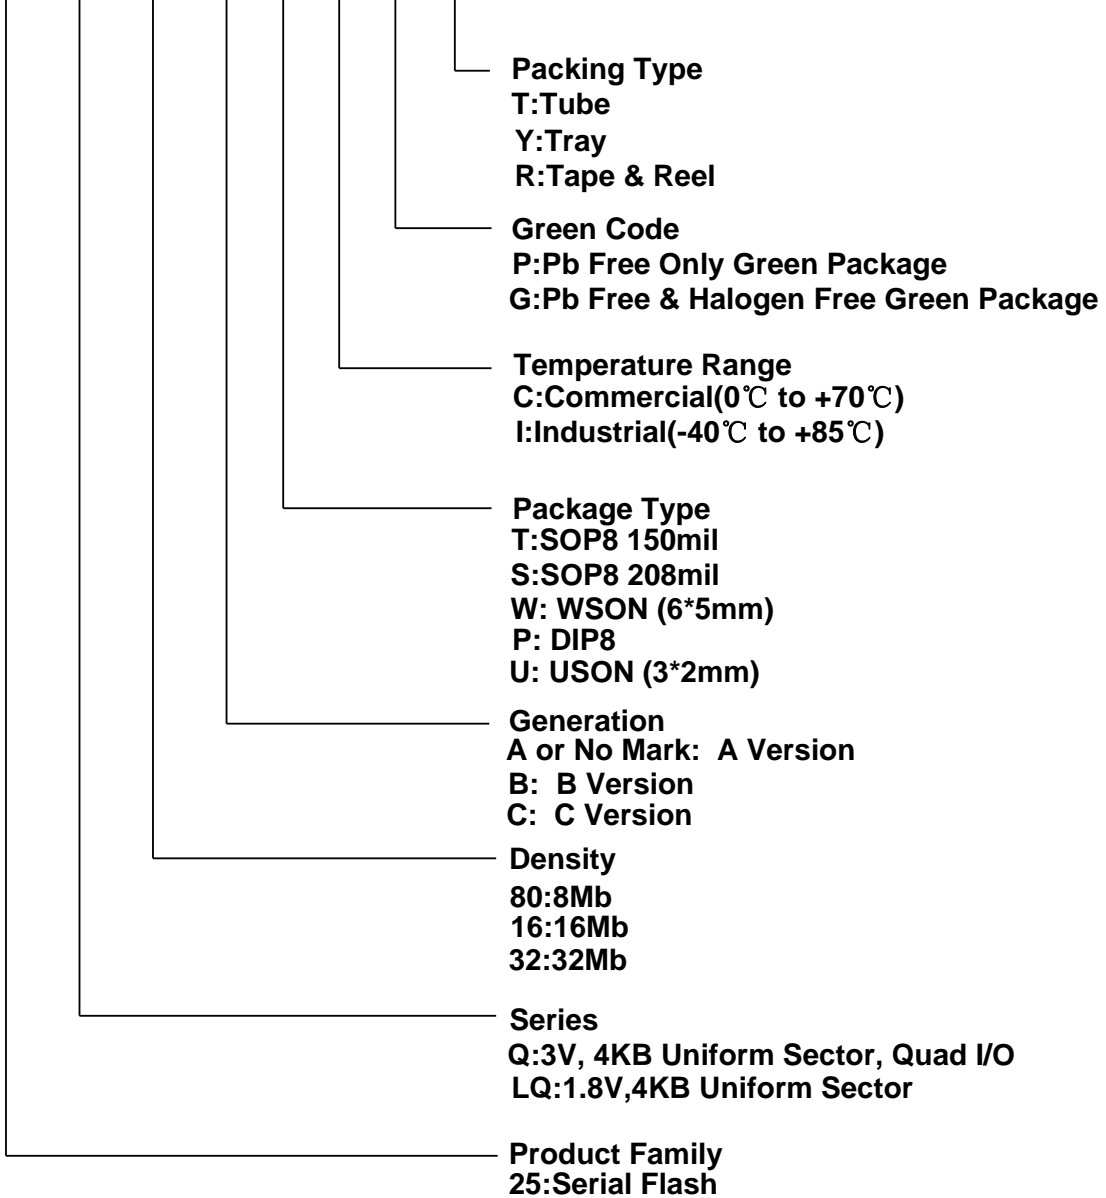 Packing Type
T:Tube
Y:Tray
R:Tape & Reel
Green Code
P:Pb Free Only Green Package
G:Pb Free & Halogen Free Green Package
Temperature Range
C:Commercial(0℃ to +70℃)
I:Industrial(-40℃ to +85℃)
Package Type
T:SOP8 150mil
S:SOP8 208mil
W: WSON (6*5mm)
P: DIP8
U: USON (3*2mm)
Generation
A or No Mark:  A Version
B:  B Version
C:  C Version
Density
80:8Mb
16:16Mb
32:32Mb
Series
Q:3V, 4KB Uniform Sector, Quad I/O
LQ:1.8V,4KB Uniform Sector
Product Family
25:Serial Flash